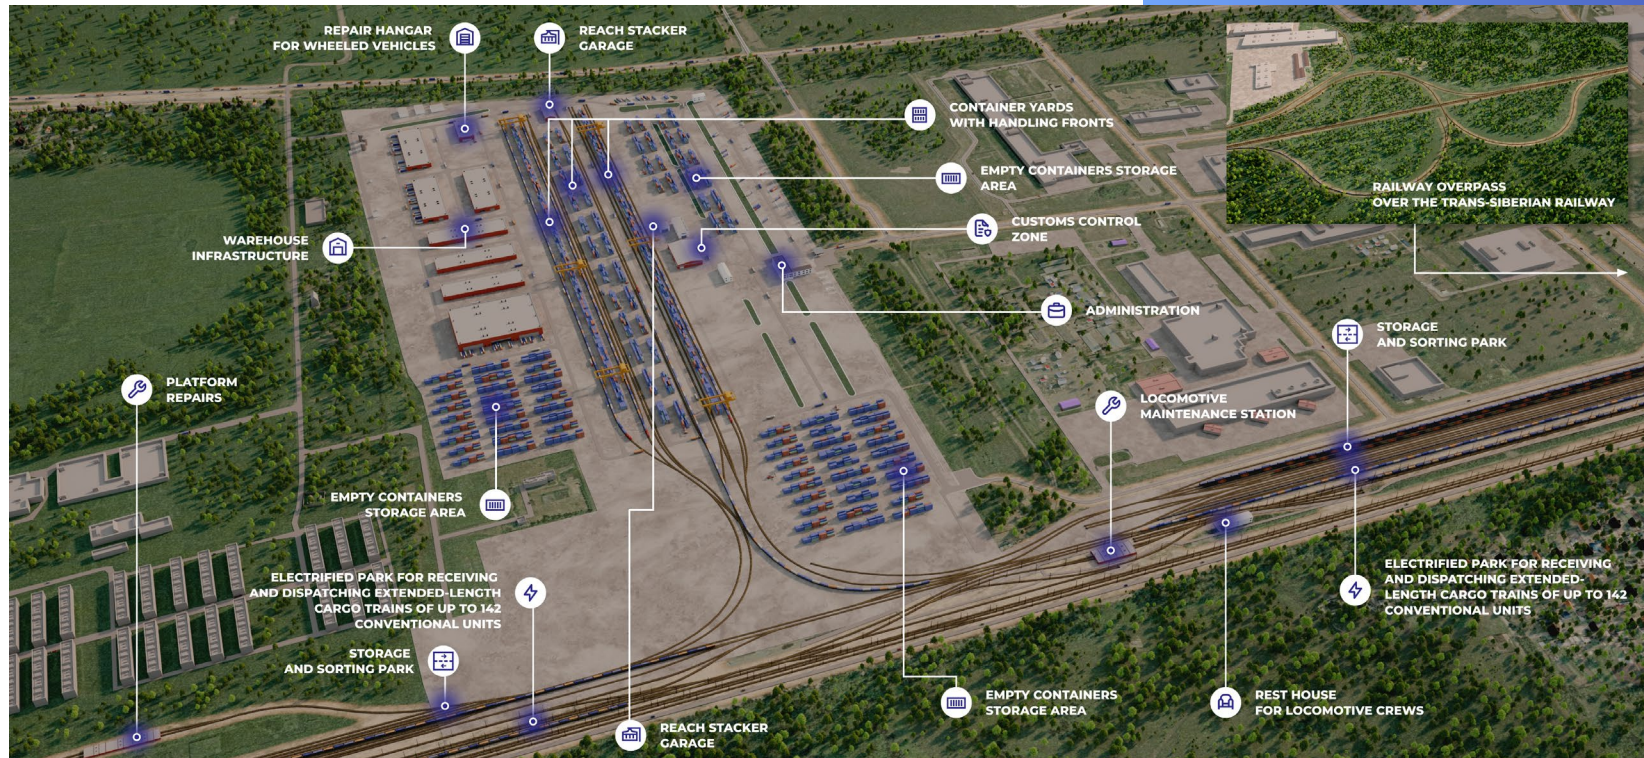 REPAIR HANGAR
FOR WHEELED VEHICLES
REACH STACKER
GARAGE
CONTAINER YARDS
WITH HANDLING FRONTS
EMPTY CONTAINERS STORAGE
AREA
RAILWAY OVERPASS
OVER THE TRANS-SIBERIAN RAILWAY
CUSTOMS CONTROL
ZONE
WAREHOUSE
INFRASTRUCTURE
ADMINISTRATION
STORAGE
AND SORTING PARK
PLATFORM
REPAIRS
LOCOMOTIVE
MAINTENANCE STATION
EMPTY CONTAINERS
STORAGE AREA
ELECTRIFIED PARK FOR RECEIVING
AND DISPATCHING EXTENDED-LENGTH
CARGO TRAINS OF UP TO 142
CONVENTIONAL UNITS
ELECTRIFIED PARK FOR RECEIVING
AND DISPATCHING EXTENDED-
LENGTH CARGO TRAINS OF UP TO 142
CONVENTIONAL UNITS
STORAGE
AND SORTING PARK
EMPTY CONTAINERS
STORAGE AREA
REST HOUSE
FOR LOCOMOTIVE CREWS
REACH STACKER
GARAGE